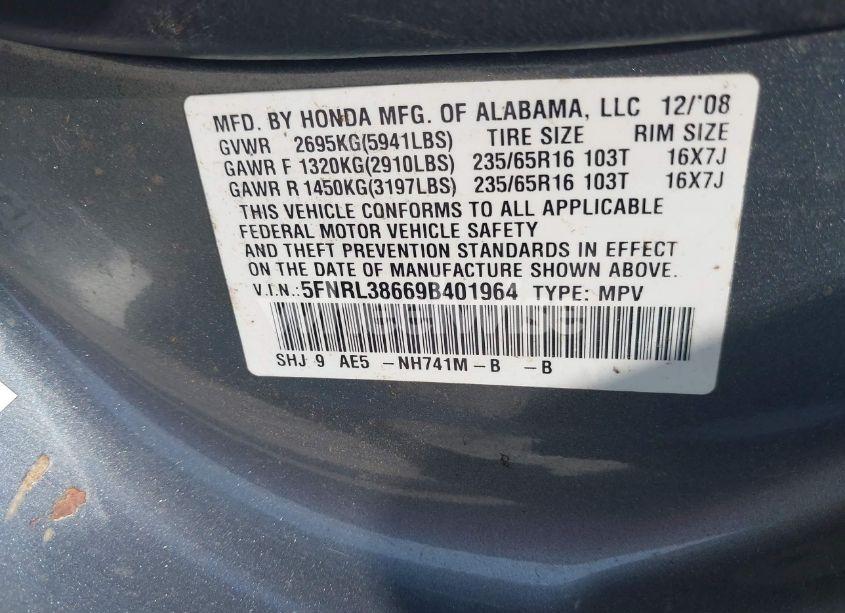 MFD. BY HONDA MFG. OF ALABAMA, LLC 12/'08
GVWR 2695KG(5941LBS) TIRE SIZE RIM SIZE
GAWR F 1320KG(2910LBS) 235/65R16 103T 16X7J
GAWR R 1450KG(3197LBS) 235/65R16 103T 16X7J
THIS VEHICLE CONFORMS TO ALL APPLICABLE
FEDERAL MOTOR VEHICLE SAFETY
AND THEFT PREVENTION STANDARDS IN EFFECT
ON THE DATE OF MANUFACTURE SHOWN ABOVE.
V.I.N.:5FNRL38669B401964 TYPE: MPV
SHJ 9 AE5 -NH741M-B -B